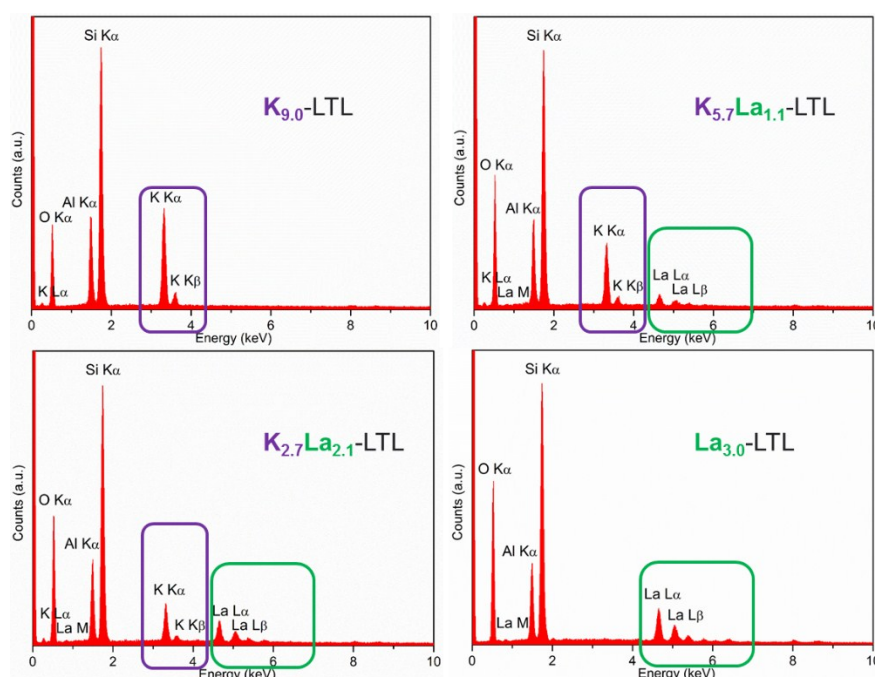 Si Kα
K₉.₀-LTL
K Kα
Al Kα
O Kα
K Kβ
K Lα
Counts (a.u.)
0 2 4 6 8 10
Energy (keV)
Si Kα
K₅.₇La₁.₁-LTL
O Kα
Al Kα
K Kα
La Lα
K Lα
K Kβ
La Lβ
La M
Counts (a.u.)
0 2 4 6 8 10
Energy (keV)
Si Kα
K₂.₇La₂.₁-LTL
O Kα
Al Kα
K Kα
La Lα
K Lα
K Kβ
La Lβ
La M
Counts (a.u.)
0 2 4 6 8 10
Energy (keV)
Si Kα
La₃.₀-LTL
O Kα
Al Kα
La Lα
La Lβ
La M
Counts (a.u.)
0 2 4 6 8 10
Energy (keV)